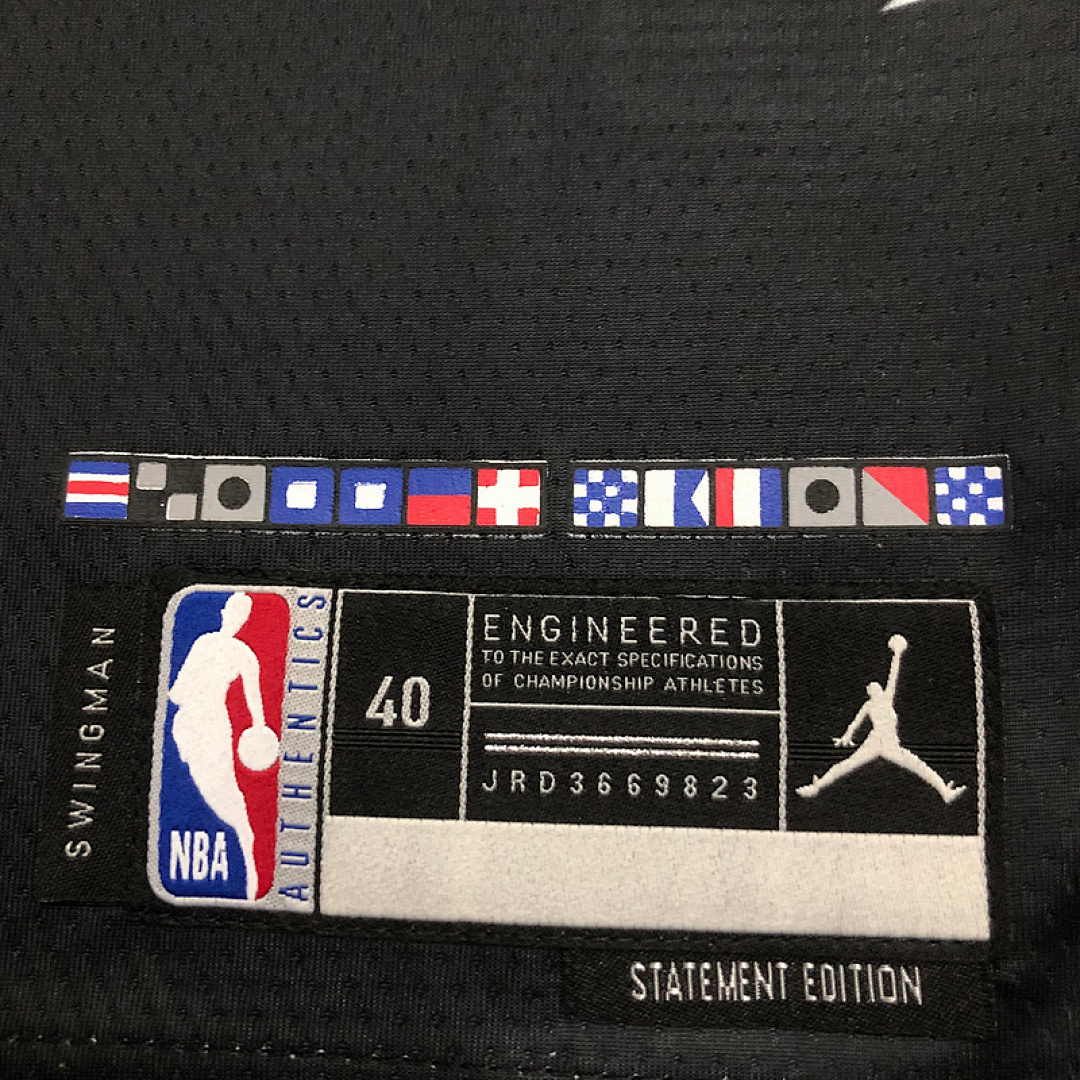 SWINGMAN
NBA
AUTHENTICS
40
ENGINEERED
TO THE EXACT SPECIFICATIONS
OF CHAMPIONSHIP ATHLETES
JRD3669823
STATEMENT EDITION